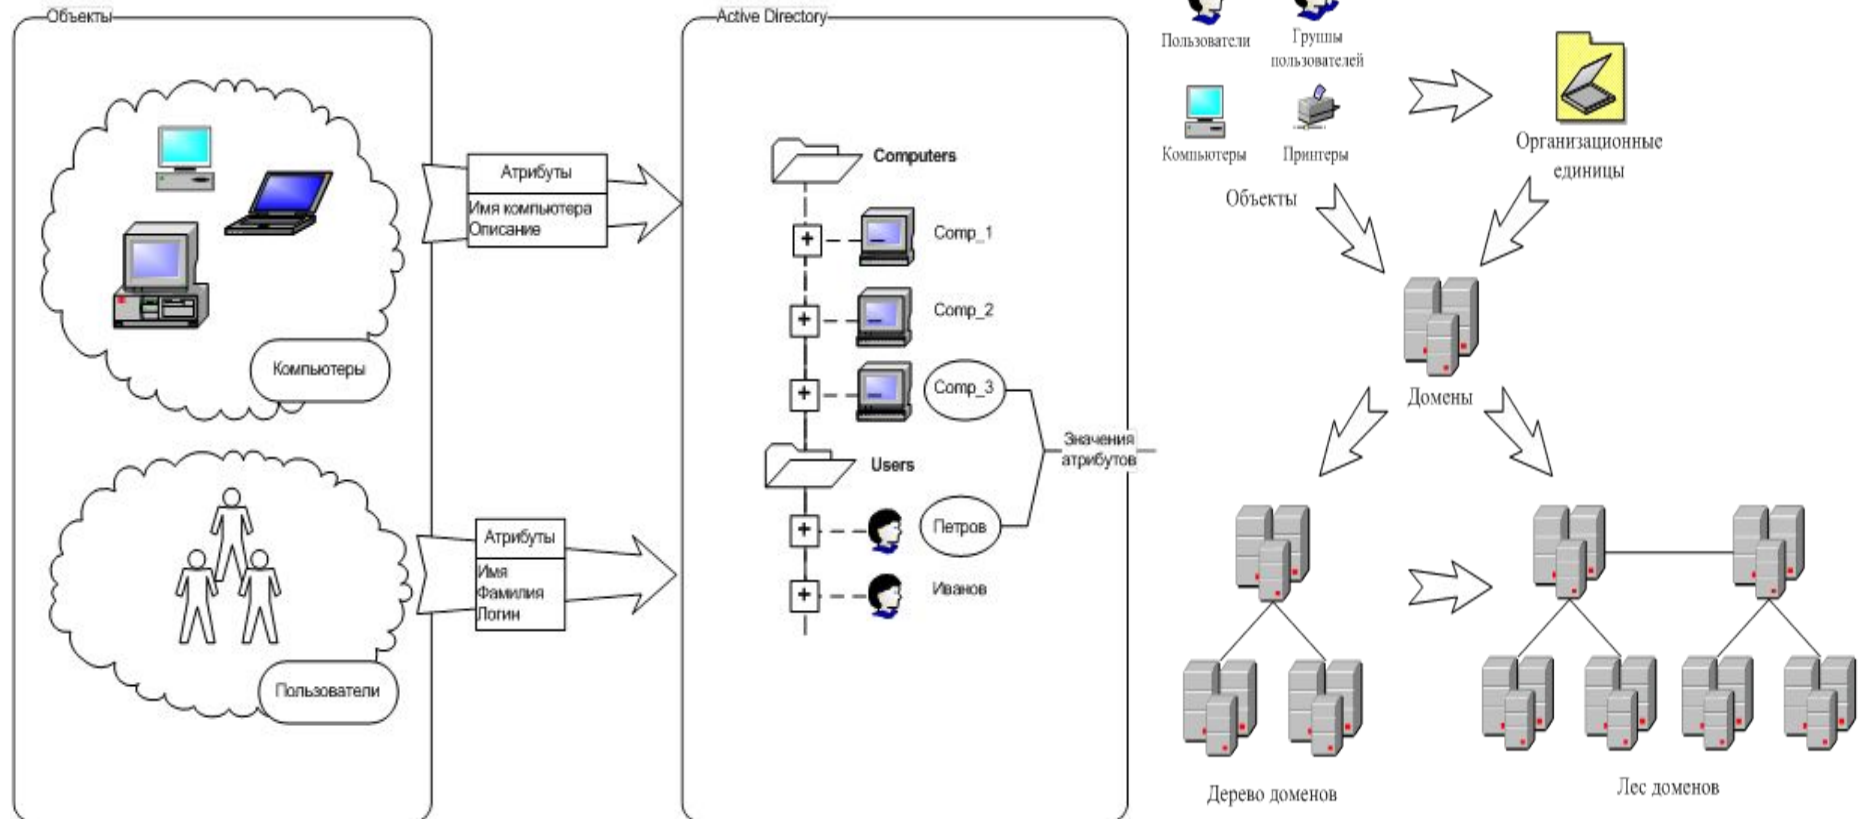 Объекты
Компьютеры
Пользователи
Атрибуты
Имя компьютера
Описание
Атрибуты
Имя
Фамилия
Логин
Active Directory
Computers
Comp_1
Comp_2
Comp_3
Users
Петров
Иванов
Значения
атрибутов
Пользователи
Группы
пользователей
Компьютеры
Принтеры
Объекты
Организационные
единицы
Домены
Дерево доменов
Лес доменов